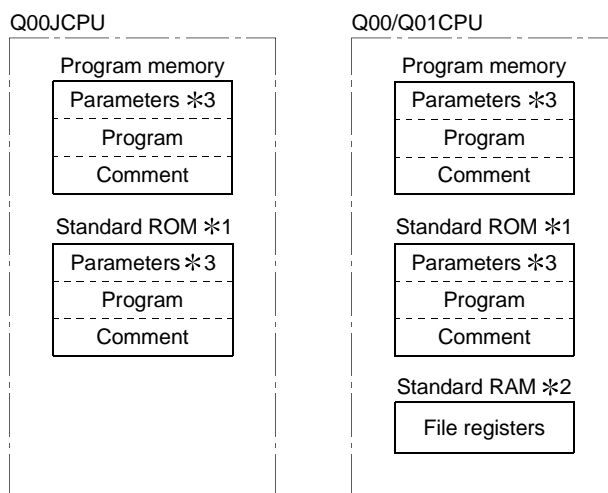 Q00JCPU
Program memory
Parameters ✻3
Program
Comment
Standard ROM ✻1
Parameters ✻3
Program
Comment
Q00/Q01CPU
Program memory
Parameters ✻3
Program
Comment
Standard ROM ✻1
Parameters ✻3
Program
Comment
Standard RAM ✻2
File registers